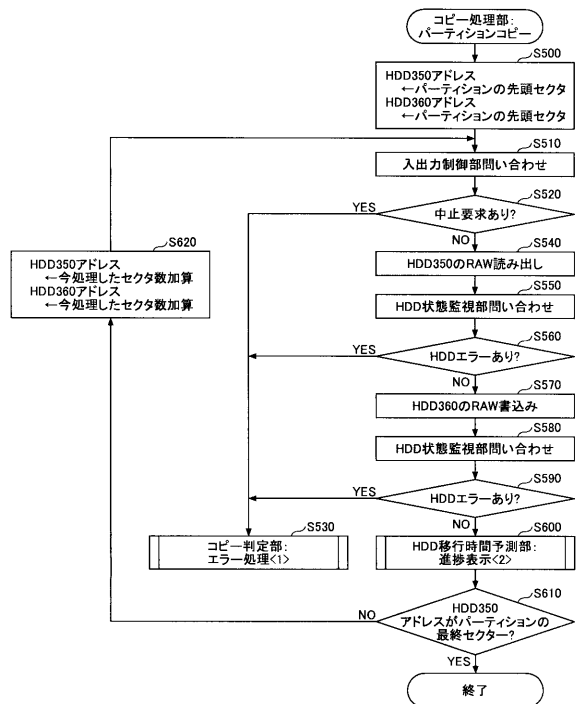 コピー処理部:
パーティションコピー
S500
HDD350アドレス
←パーティションの先頭セクタ
HDD360アドレス
←パーティションの先頭セクタ
S510
入出力制御部問い合わせ
S520
中止要求あり?
YES
NO
S540
HDD350のRAW読み出し
S550
HDD状態監視部問い合わせ
S560
HDDエラーあり?
YES
NO
S570
HDD360のRAW書込み
S580
HDD状態監視部問い合わせ
S590
HDDエラーあり?
YES
NO
S530
コピー判定部:
エラー処理<1>
S600
HDD移行時間予測部:
進捗表示<2>
S610
HDD350
アドレスがパーティションの
最終セクター?
NO
YES
S620
HDD350アドレス
←今処理したセクタ数加算
HDD360アドレス
←今処理したセクタ数加算
終了